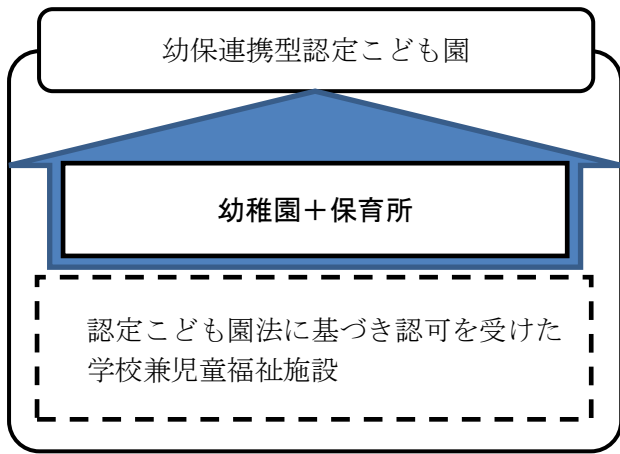 幼保連携型認定こども園
幼稚園＋保育所
認定こども園法に基づき認可を受けた
学校兼児童福祉施設